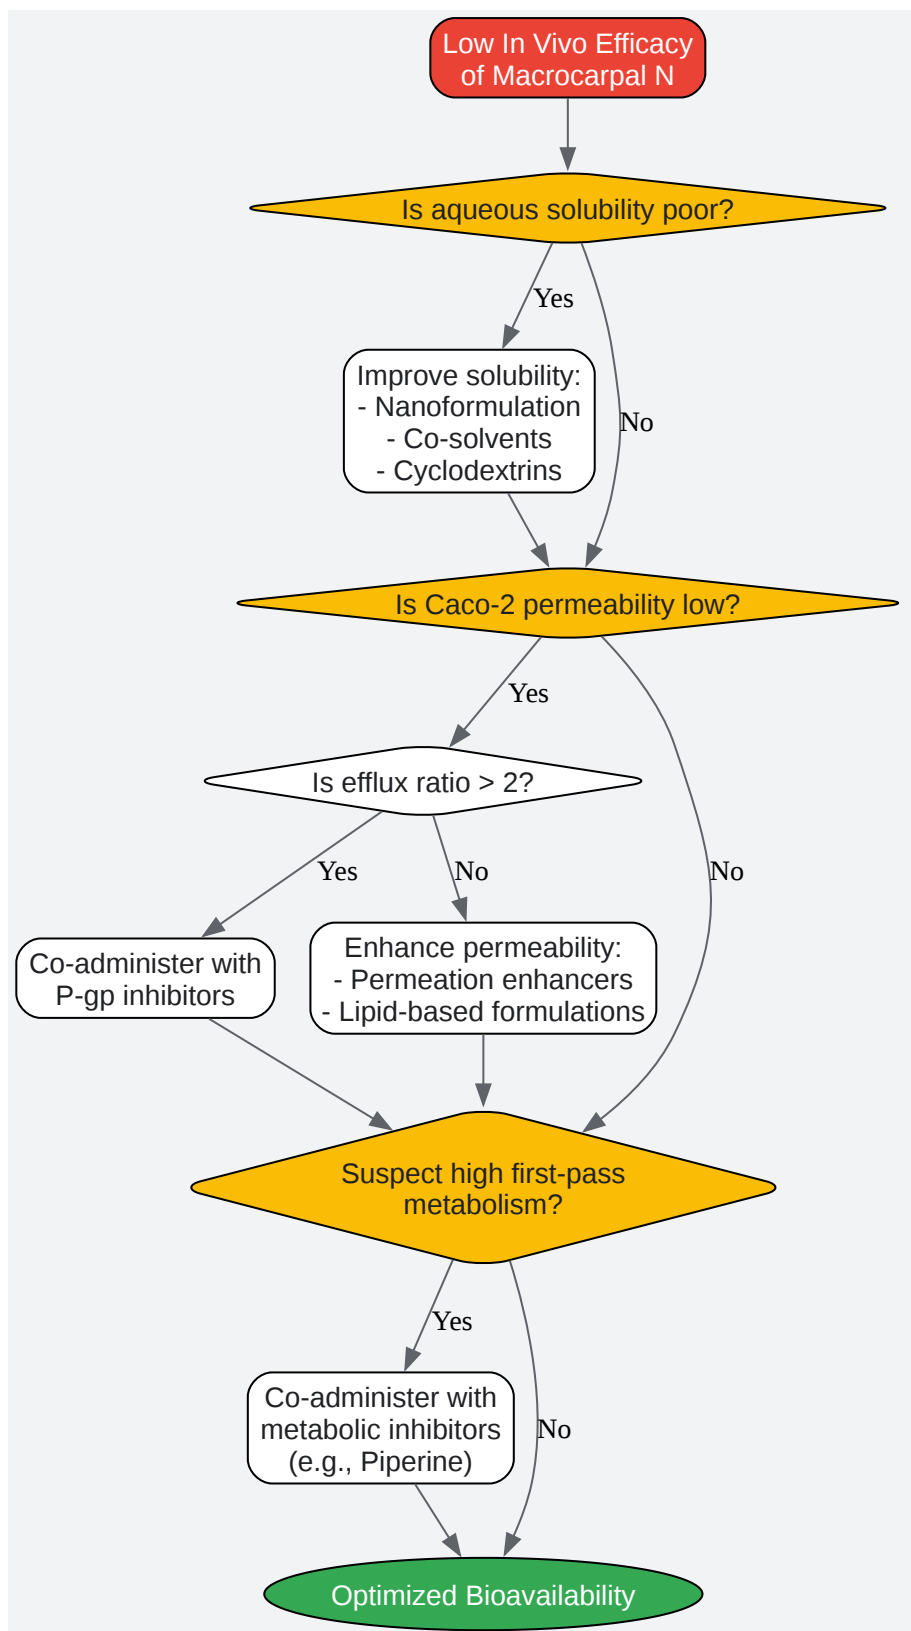 Low In Vivo Efficacy
of Macrocarpal N
Is aqueous solubility poor?
Yes
Improve solubility:
- Nanoformulation
- Co-solvents
- Cyclodextrins
No
Is Caco-2 permeability low?
Yes
Is efflux ratio > 2?
Yes
No
No
Co-administer with
P-gp inhibitors
Enhance permeability:
- Permeation enhancers
- Lipid-based formulations
Suspect high first-pass
metabolism?
Yes
Co-administer with
metabolic inhibitors
(e.g., Piperine)
No
Optimized Bioavailability